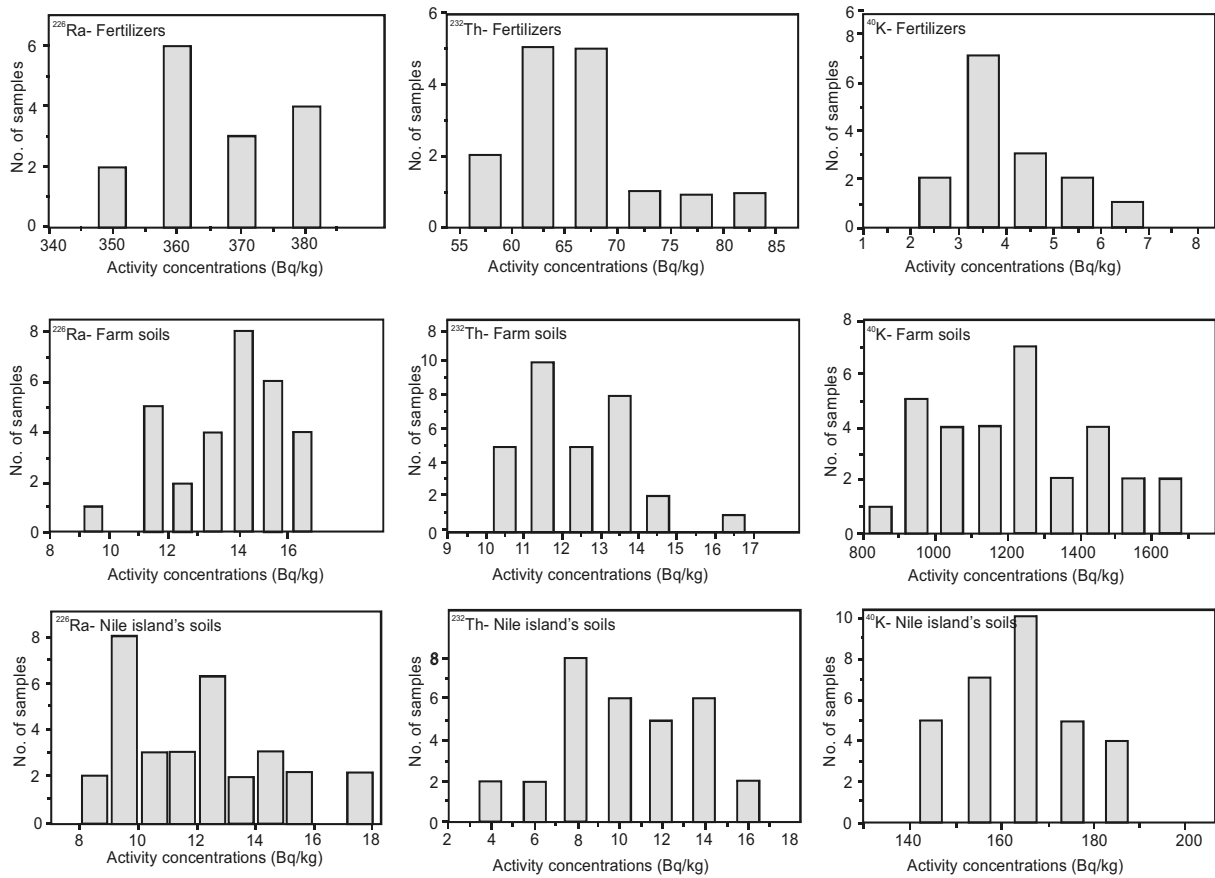 ²²⁶Ra- Fertilizers
No. of samples
6
4
2
0
340 350 360 370 380
Activity concentrations (Bq/kg)
²³²Th- Fertilizers
No. of samples
6
4
2
0
55 60 65 70 75 80 85
Activity concentrations (Bq/kg)
⁴⁰K- Fertilizers
No. of samples
6
8
6
4
2
0
1 2 3 4 5 6 7 8
Activity concentrations (Bq/kg)
²²⁶Ra- Farm soils
No. of samples
8
6
4
2
0
8 10 12 14 16
Activity concentrations (Bq/kg)
²³²Th- Farm soils
No. of samples
8
10
8
6
4
2
0
9 10 11 12 13 14 15 16 17
Activity concentrations (Bq/kg)
⁴⁰K- Farm soils
No. of samples
8
6
4
2
0
800 1000 1200 1400 1600
Activity concentrations (Bq/kg)
²²⁶Ra- Nile island's soils
No. of samples
8
6
4
2
0
8 10 12 14 16 18
Activity concentrations (Bq/kg)
²³²Th- Nile island's soils
No. of samples
8
6
4
2
0
2 4 6 8 10 12 14 16 18
Activity concentrations (Bq/kg)
⁴⁰K- Nile island's soils
No. of samples
10
8
6
4
2
0
140 160 180 200
Activity concentrations (Bq/kg)